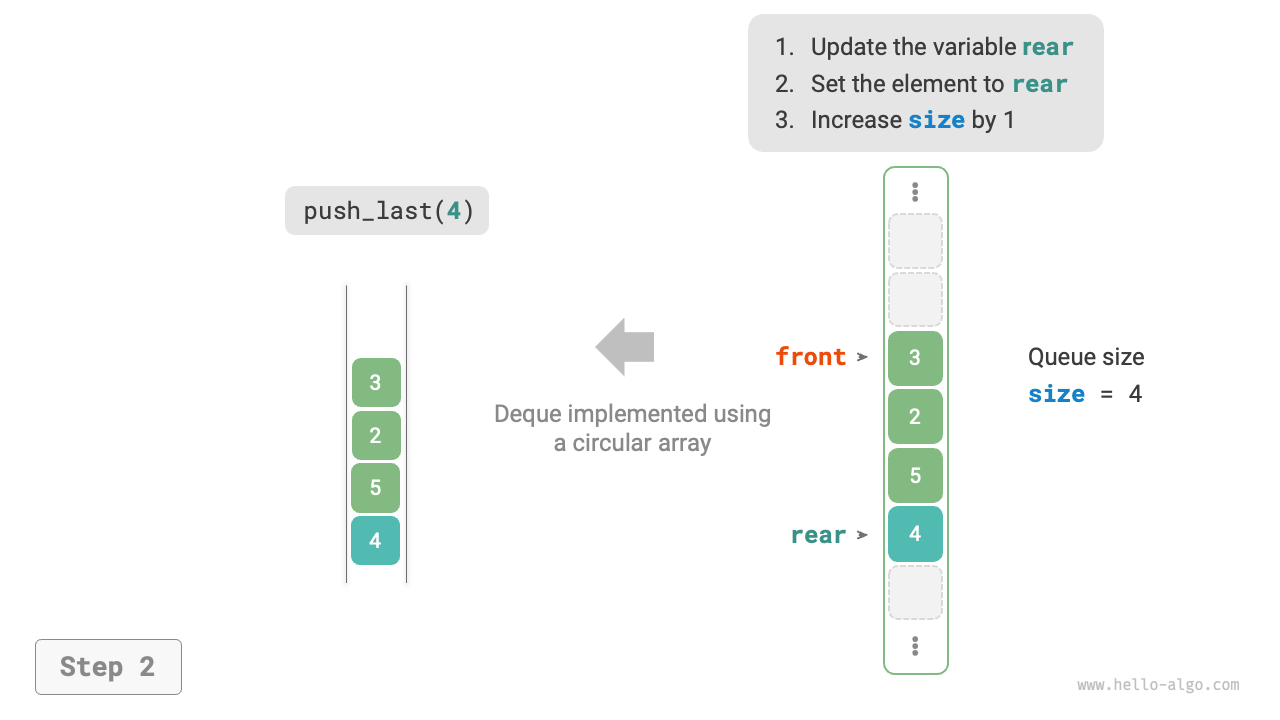 1. Update the variable rear
2. Set the element to rear
3. Increase size by 1
push_last(4)
3
2
5
4
Deque implemented using
a circular array
front
rear
3
2
5
4
Queue size
size = 4
Step 2
www.hello-algo.com